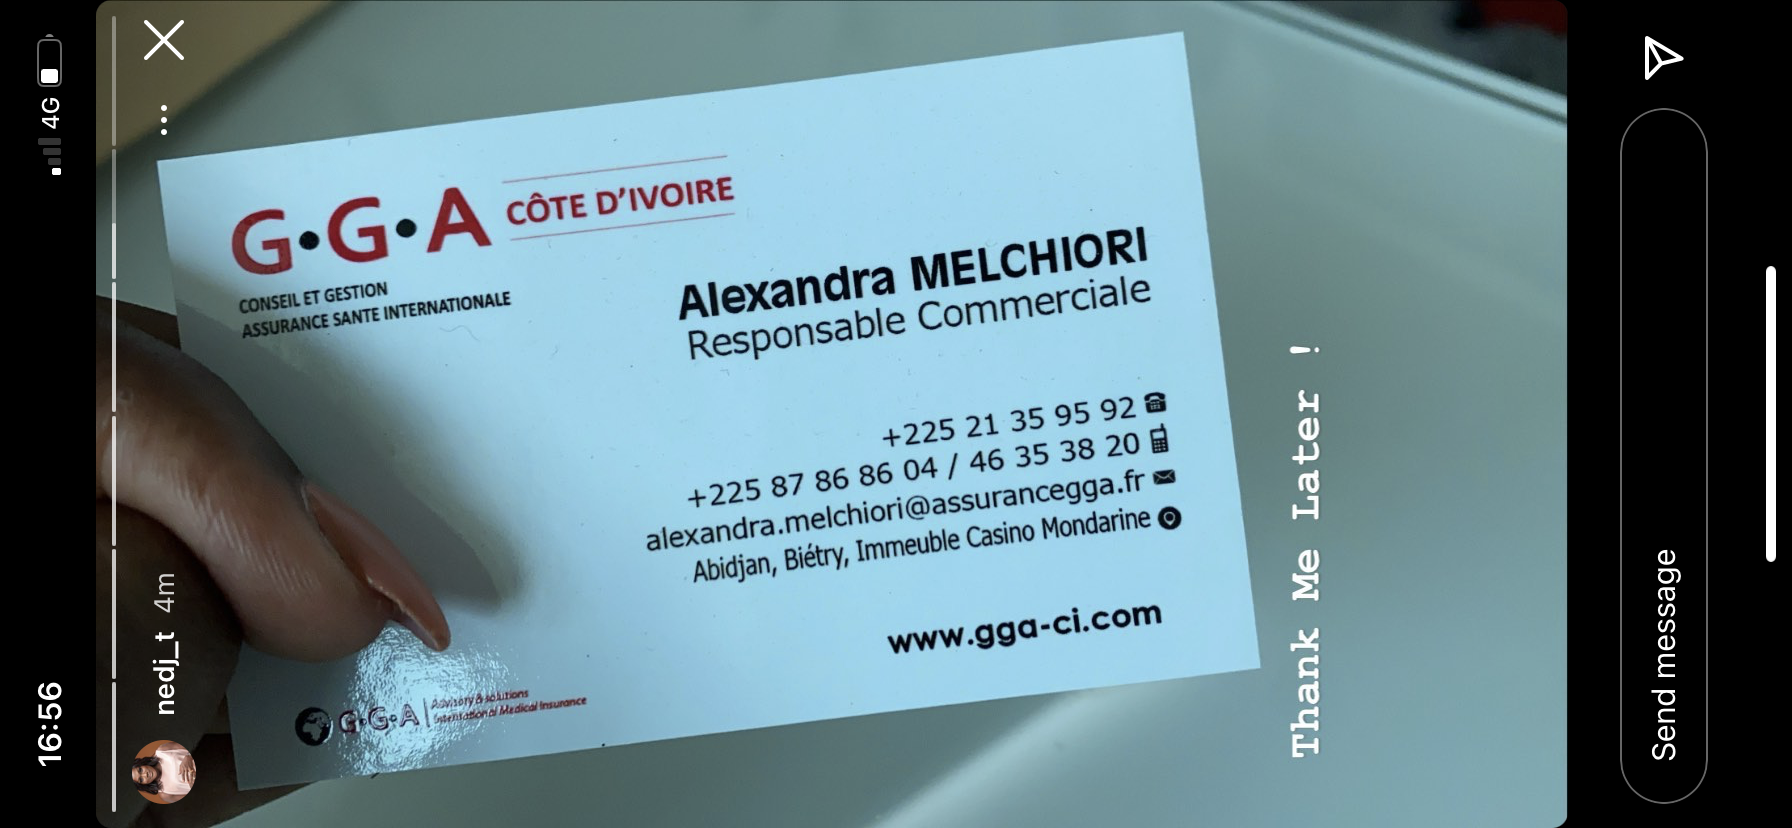 16:56
4G
nedj_t 4m
G•G•A CÔTE D'IVOIRE
CONSEIL ET GESTION
ASSURANCE SANTE INTERNATIONALE
Alexandra MELCHIORI
Responsable Commerciale
+225 21 35 95 92
+225 87 86 86 04 / 46 35 38 20
alexandra.melchiori@assurancegga.fr
Abidjan, Biétry, Immeuble Casino Mondarine
www.gga-ci.com
G•G•A
Advisory & solutions
International Medical Insurance
Thank Me Later !
Send message